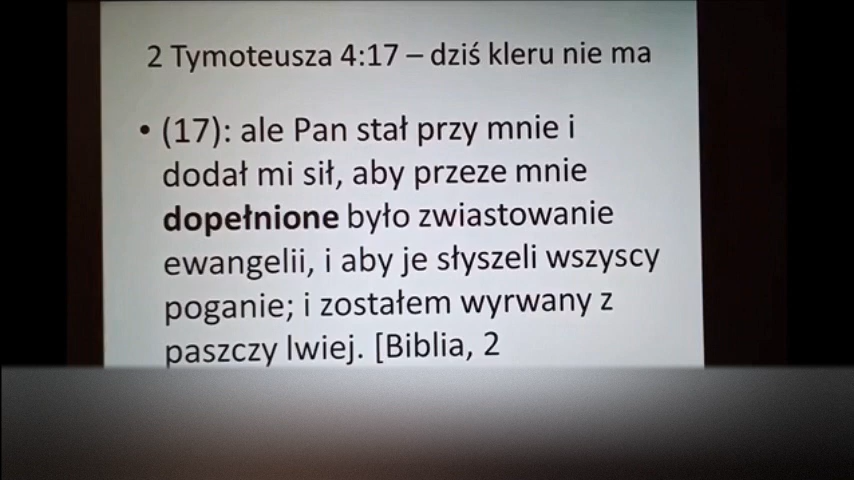 2 Tymoteusza 4:17 – dziś kleru nie ma
• (17): ale Pan stał przy mnie i
dodał mi sił, aby przeze mnie
dopełnione było zwiastowanie
ewangelii, i aby je słyszeli wszyscy
poganie; i zostałem wyrwany z
paszczy lwiej. [Biblia, 2